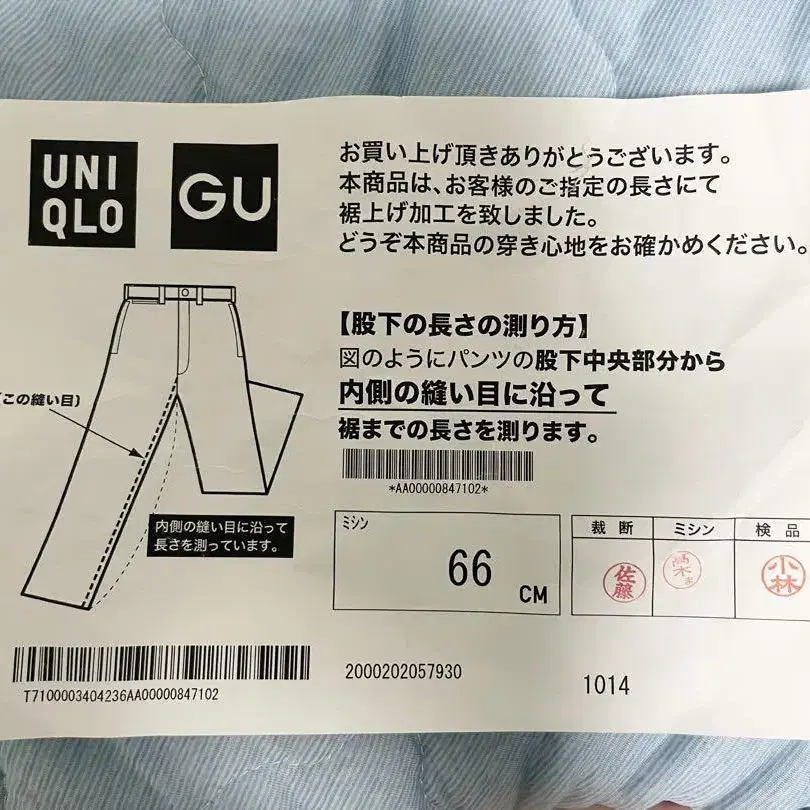 UNI
QLO
GU
お買い上げ頂きありがとうございます。
本商品は、お客様のご指定の長さにて
裾上げ加工を致しました。
どうぞ本商品の穿き心地をお確かめください。
【股下の長さの測り方】
図のようにパンツの股下中央部分から
内側の縫い目に沿って
裾までの長さを測ります。
*AA00000847102*
(この縫い目)
内側の縫い目に沿って
長さを測っています。
ミシン
66
CM
裁断
ミシン
検品
佐藤
高木ま
小林
T7100003404236AA00000847102
2000202057930
1014